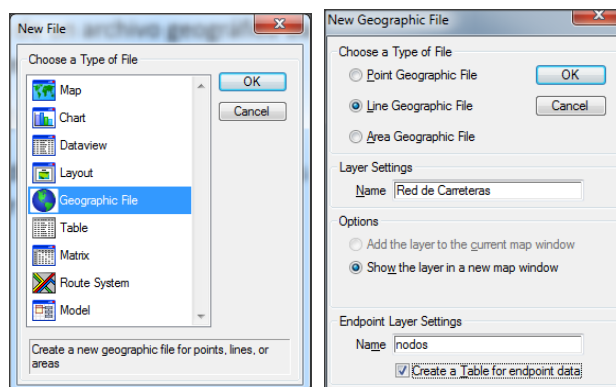 New File
Choose a Type of File
Map
Chart
Dataview
Layout
Geographic File
Table
Matrix
Route System
Model
OK
Cancel
Create a new geographic file for points, lines, or
areas
New Geographic File
Choose a Type of File
Point Geographic File
Line Geographic File
Area Geographic File
OK
Cancel
Layer Settings
Name Red de Carreteras
Options
Add the layer to the current map window
Show the layer in a new map window
Endpoint Layer Settings
Name nodos
Create a Table for endpoint data